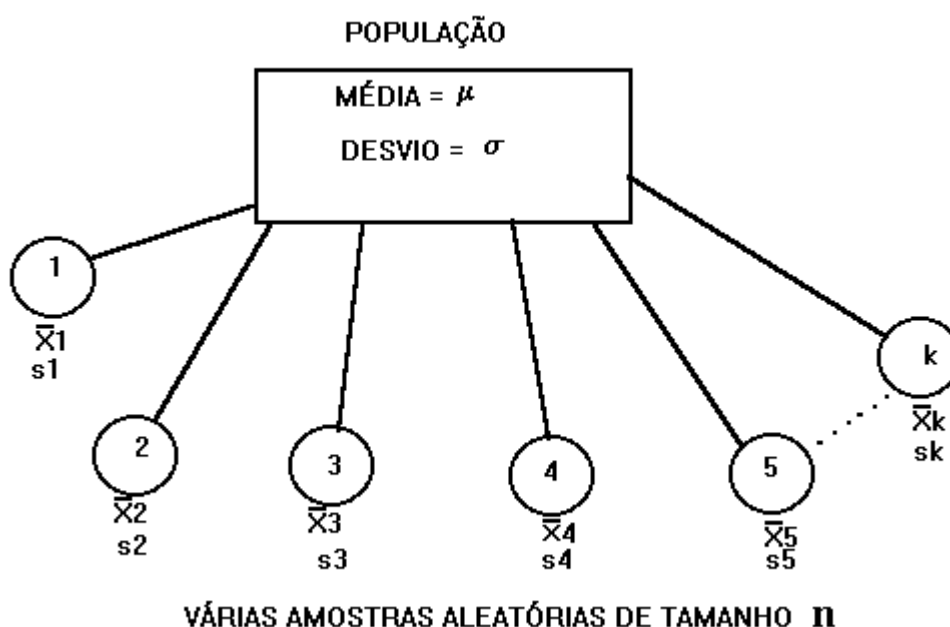 POPULAÇÃO
MÉDIA = μ
DESVIO = σ
1
X̅1
s1
2
X̅2
s2
3
X̅3
s3
4
X̅4
s4
5
X̅5
s5
k
X̅k
sk
VÁRIAS AMOSTRAS ALEATÓRIAS DE TAMANHO n